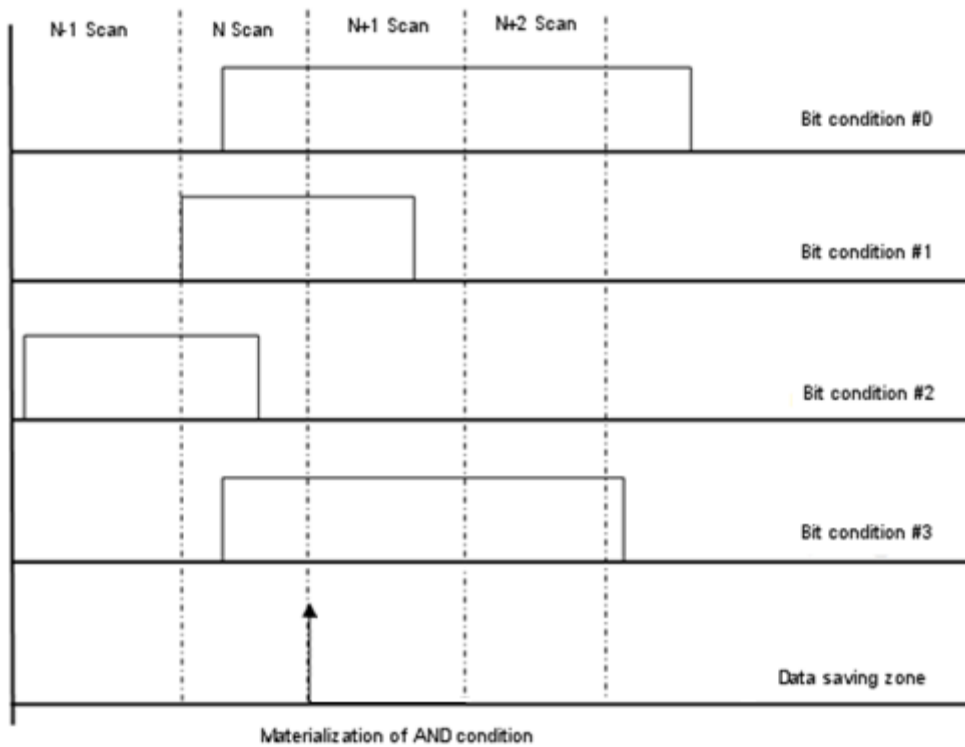 N-1 Scan N Scan N+1 Scan N+2 Scan
Bit condition #0
Bit condition #1
Bit condition #2
Bit condition #3
Data saving zone
Materialization of AND condition